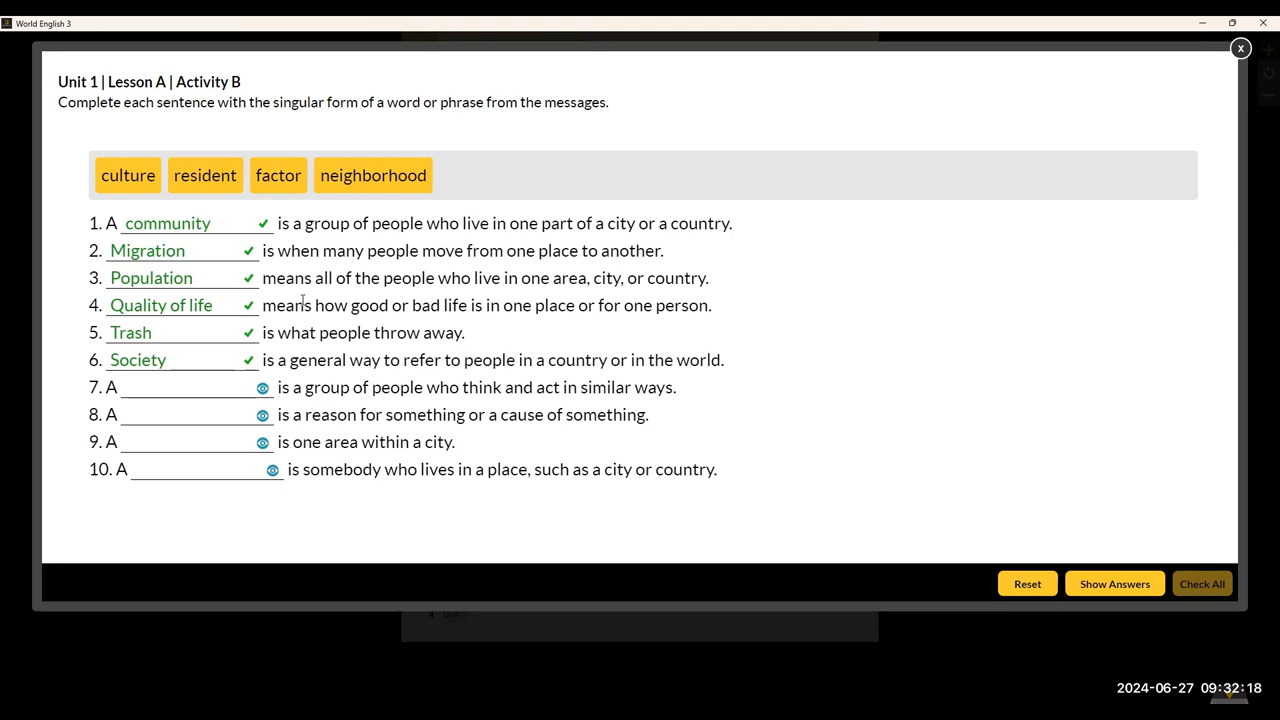 World English 3
x
Unit 1 | Lesson A | Activity B
Complete each sentence with the singular form of a word or phrase from the messages.
culture resident factor neighborhood
1. A community ✔ is a group of people who live in one part of a city or a country.
2. Migration ✔ is when many people move from one place to another.
3. Population ✔ means all of the people who live in one area, city, or country.
4. Quality of life ✔ means how good or bad life is in one place or for one person.
5. Trash ✔ is what people throw away.
6. Society ✔ is a general way to refer to people in a country or in the world.
7. A ____ is a group of people who think and act in similar ways.
8. A ____ is a reason for something or a cause of something.
9. A ____ is one area within a city.
10. A ____ is somebody who lives in a place, such as a city or country.
Reset Show Answers Check All
2024-06-27 09:32:18